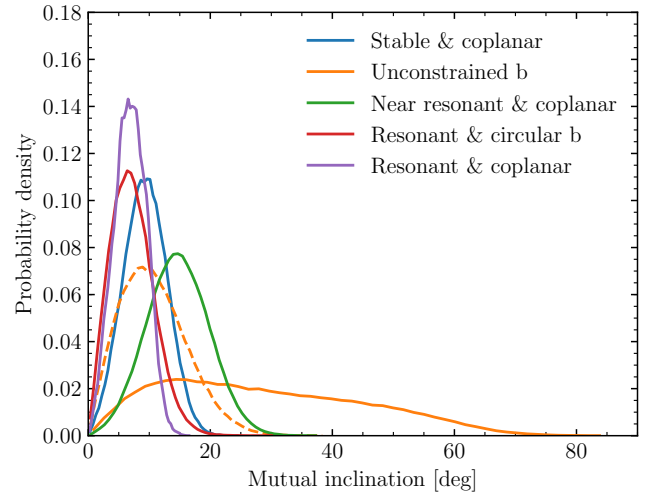 0.18
0.16
0.14
0.12
0.10
0.08
0.06
0.04
0.02
0.00
Probability density
Stable & coplanar
Unconstrained b
Near resonant & coplanar
Resonant & circular b
Resonant & coplanar
0 20 40 60 80
Mutual inclination [deg]